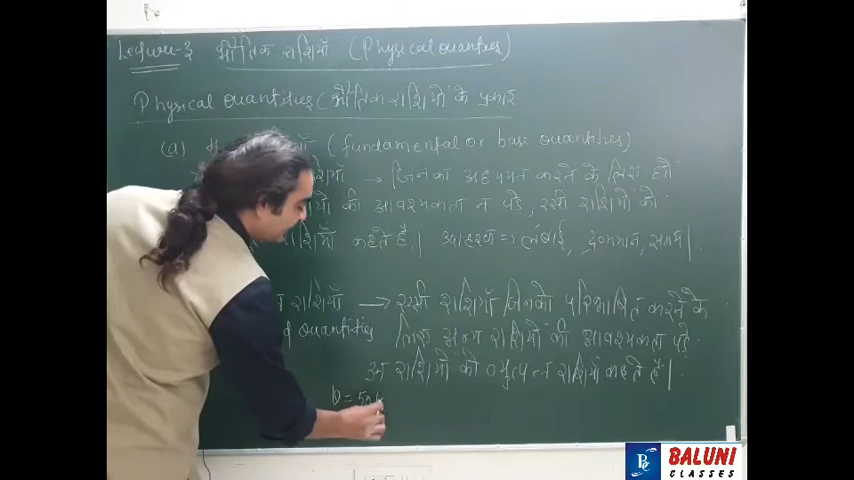 Lecture-3 भौतिक राशियाँ (Physical Quantities)
Physical Quantities (भौतिक राशियों के प्रकार
(a) (fundamental or base quantities)
राशियाँ → जिनका अध्ययन करने के लिए हमें
की आवश्यकता न पड़े, ऐसी राशियों को
राशियाँ कहते हैं। उदाहरण ⇒ लंबाई, द्रव्यमान, समय।
राशियाँ → ऐसी राशियाँ जिनको परिभाषित करने के
quantities लिए अन्य राशियों की आवश्यकता पड़े
राशियों को व्युत्पन्न राशियाँ कहते हैं।
BALUNI
CLASSES